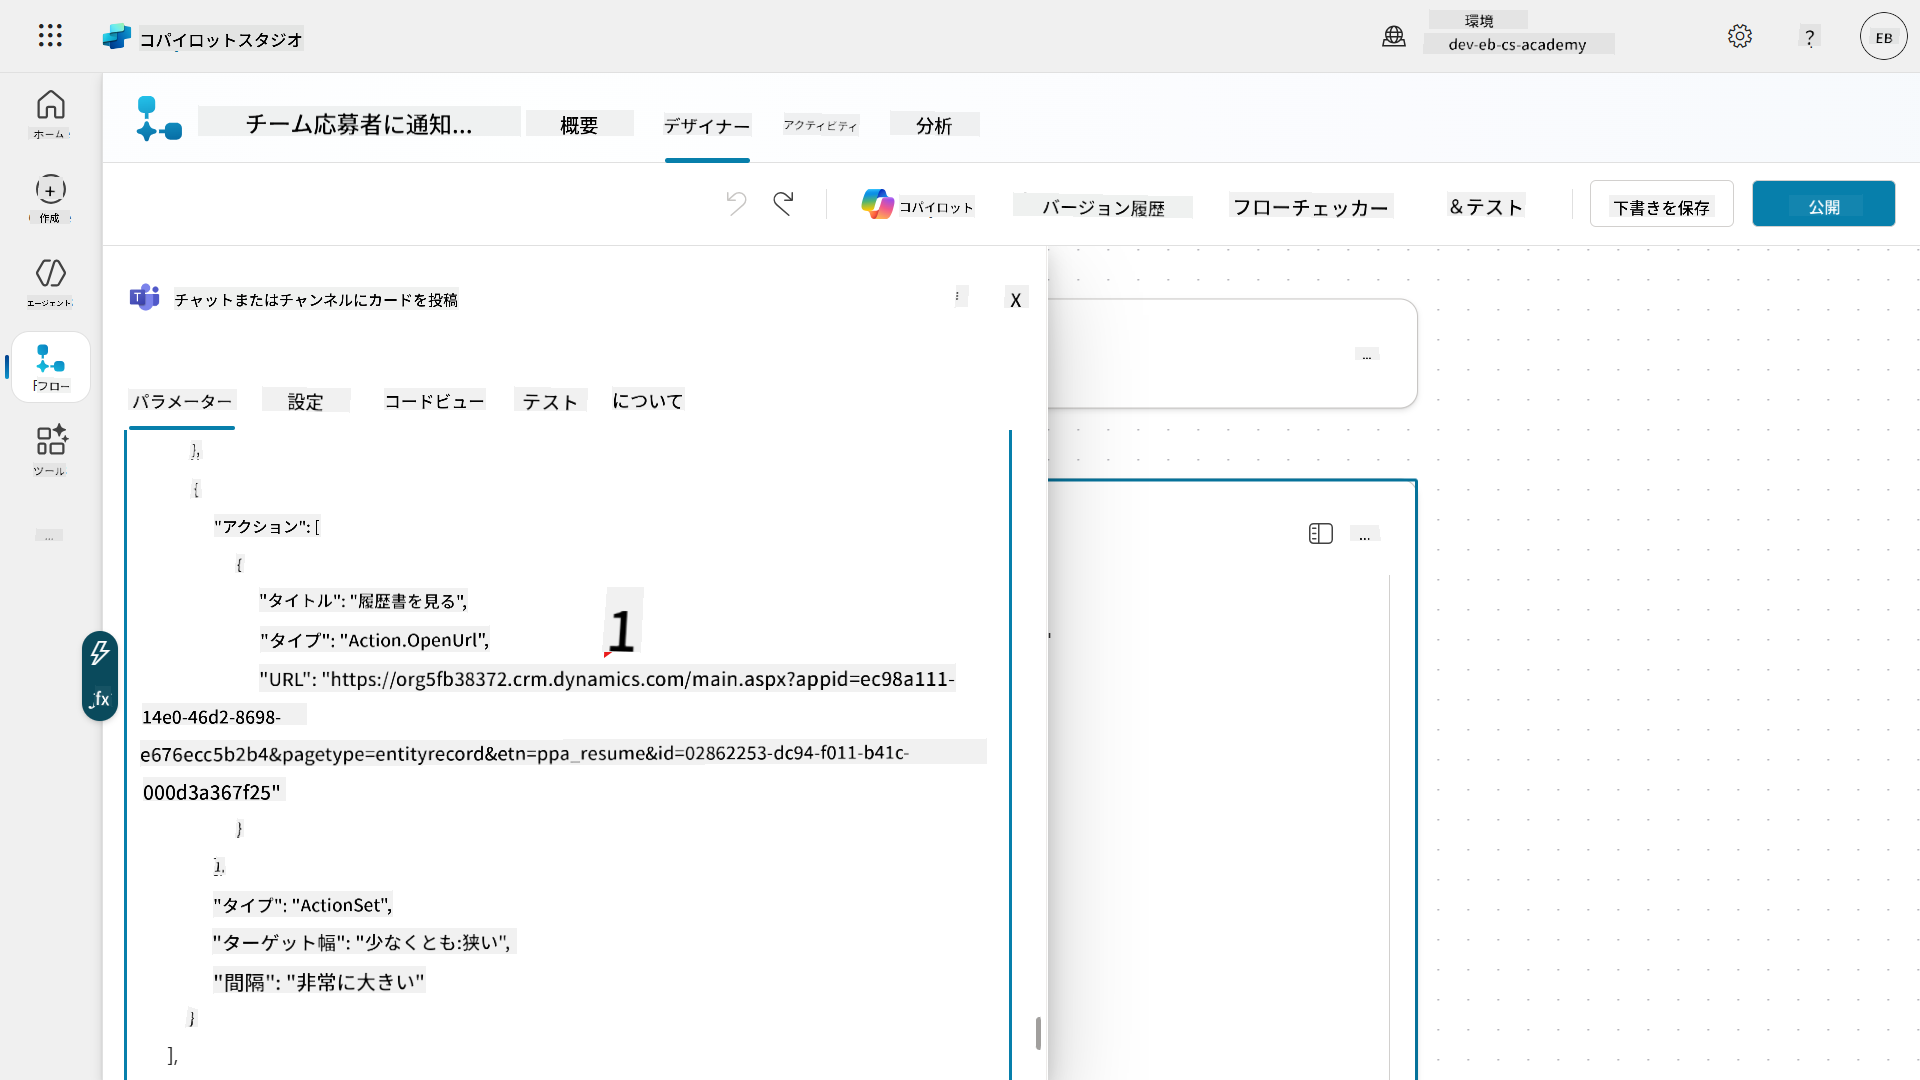 コパイロットスタジオ
環境
dev-eb-cs-academy
?
EB
ホーム
作成
エージェント
フロー
ツール
...
チーム応募者に通知...
概要
デザイナー
アクティビティ
分析
コパイロット
バージョン履歴
フローチェッカー
&テスト
下書きを保存
公開
チャットまたはチャンネルにカードを投稿
X
パラメーター
設定
コードビュー
テスト
について
},
{
"アクション": [
{
"タイトル": "履歴書を見る",
"タイプ": "Action.OpenUrl",
1
"URL": "https://org5fb38372.crm.dynamics.com/main.aspx?appid=ec98a111-
14e0-46d2-8698-
e676ecc5b2b4&pagetype=entityrecord&etn=ppa_resume&id=02862253-dc94-f011-b41c-
000d3a367f25"
}
"タイプ": "ActionSet",
"ターゲット幅": "少なくとも:狭い",
"間隔": "非常に大きい"
}
],
fx
...
...